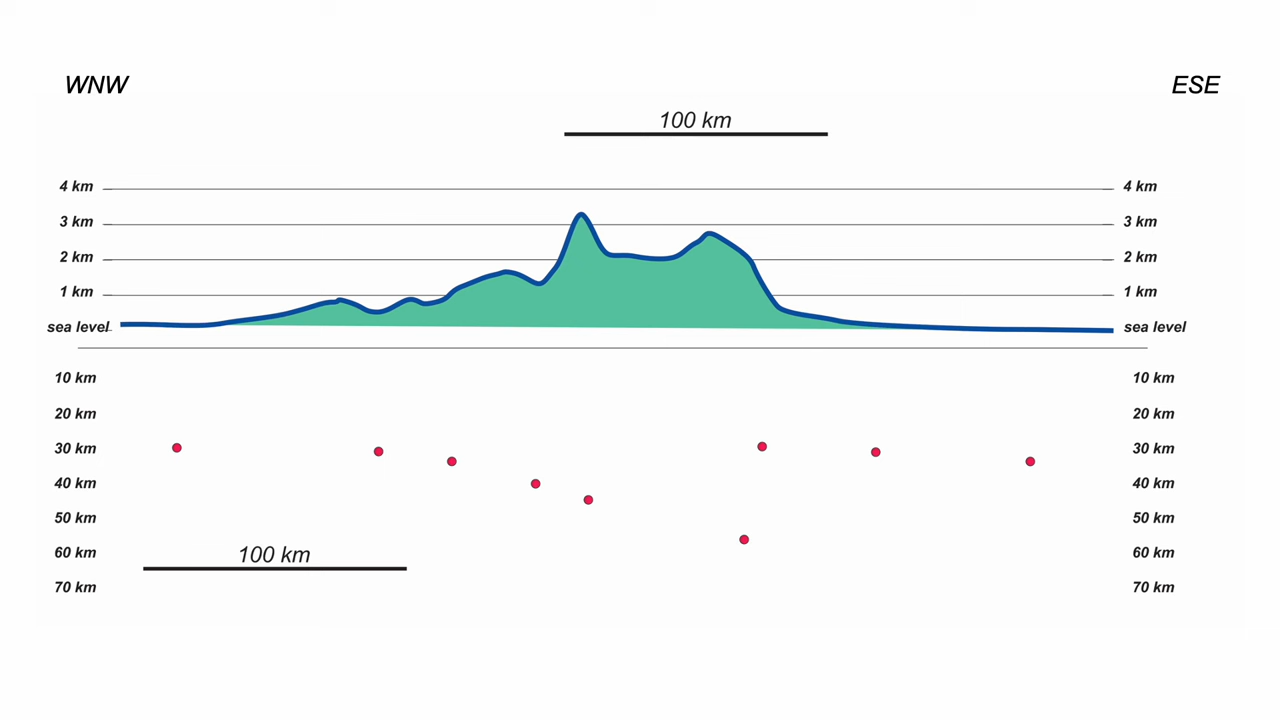 WNW ESE
100 km
4 km 4 km
3 km 3 km
2 km 2 km
1 km 1 km
sea level sea level
10 km 10 km
20 km 20 km
30 km 30 km
40 km 40 km
50 km 50 km
60 km 60 km
100 km
70 km 70 km